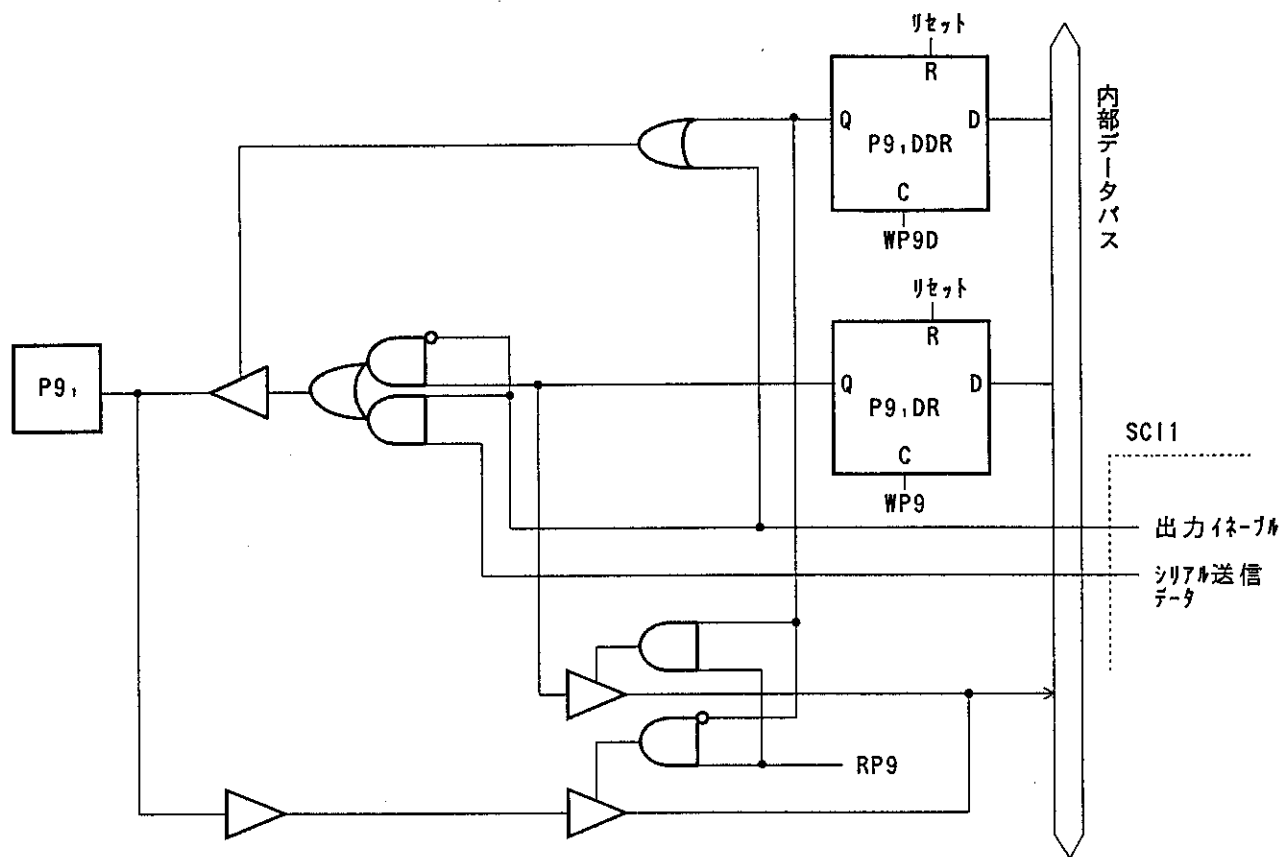 リセット
R
Q
D
P9₁DDR
C
WP9D
内部データバス
リセット
R
P9₁
Q
D
P9₁DR
C
WP9
SCI1
出力イネーブル
シリアル送信
データ
RP9